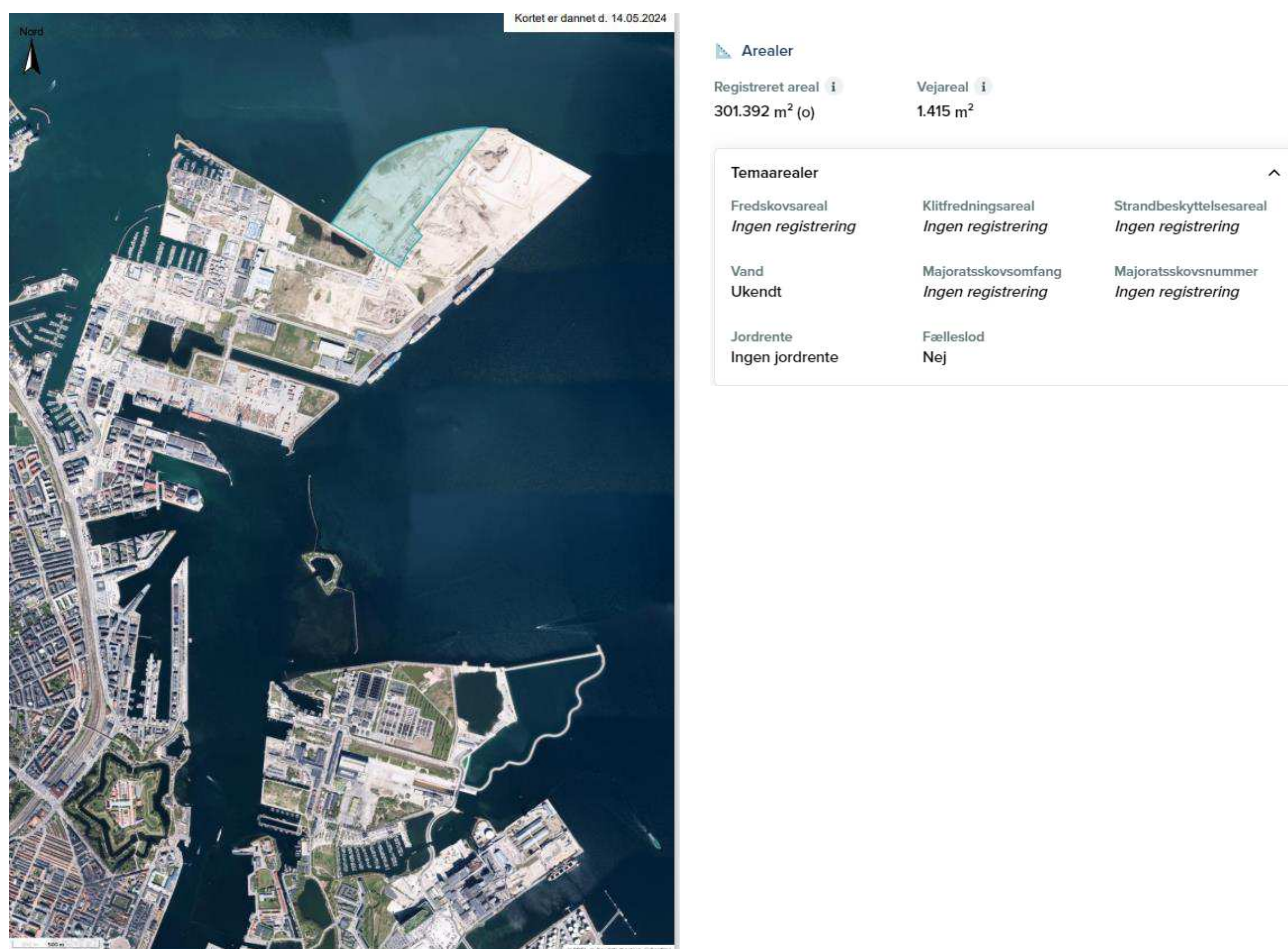 Kortet er dannet d. 14.05.2024
Nord
500 m
Arealer
Registreret areal i
Vejareal i
301.392 m² (o)
1.415 m²
Temaarealer
Fredskovsareal
Klitfredningsareal
Strandbeskyttelsesareal
Ingen registrering
Ingen registrering
Ingen registrering
Vand
Majoratsskovsomfang
Majoratsskovsnummer
Ukendt
Ingen registrering
Ingen registrering
Jordrente
Fælleslod
Ingen jordrente
Nej